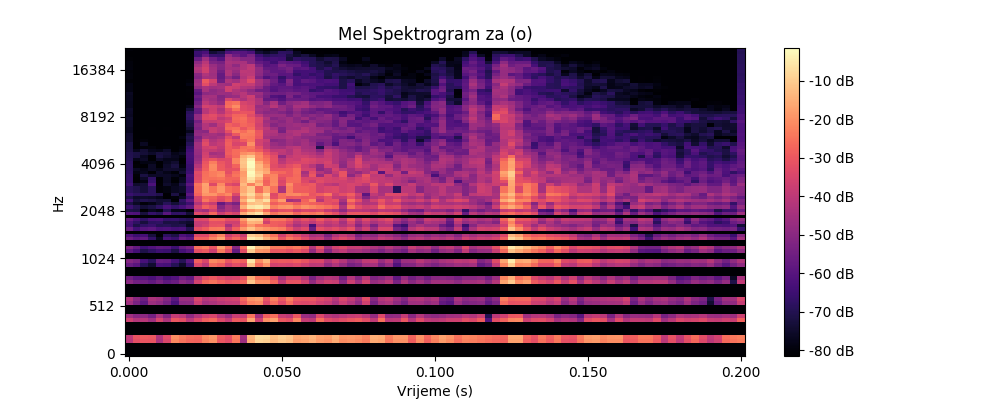 Mel Spektrogram za (o)
Hz
16384
8192
4096
2048
1024
512
0
0.000 0.050 0.100 0.150 0.200
Vrijeme (s)
-10 dB
-20 dB
-30 dB
-40 dB
-50 dB
-60 dB
-70 dB
-80 dB